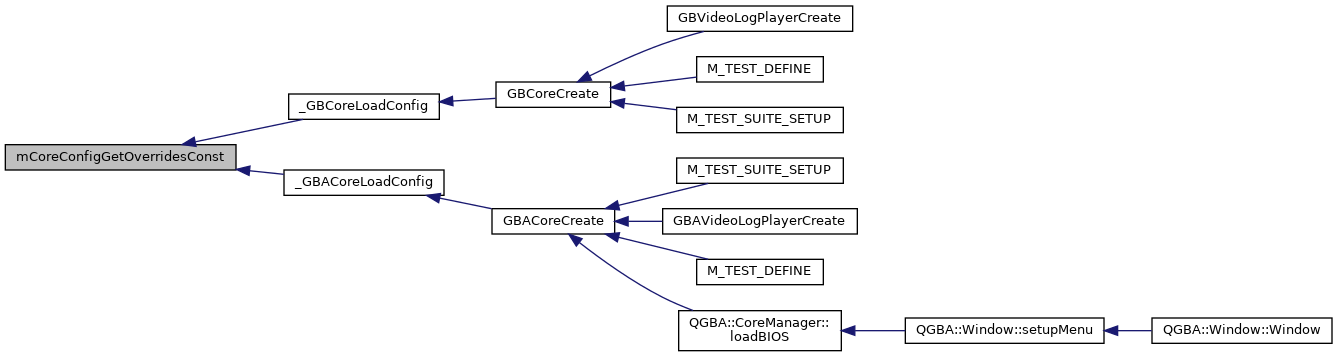 GBVideoLogPlayerCreate
M_TEST_DEFINE
GBCoreCreate
_GBCoreLoadConfig
M_TEST_SUITE_SETUP
mCoreConfigGetOverridesConst
M_TEST_SUITE_SETUP
_GBACoreLoadConfig
GBACoreCreate
GBAVideoLogPlayerCreate
M_TEST_DEFINE
QGBA::CoreManager::
loadBIOS
QGBA::Window::setupMenu
QGBA::Window::Window